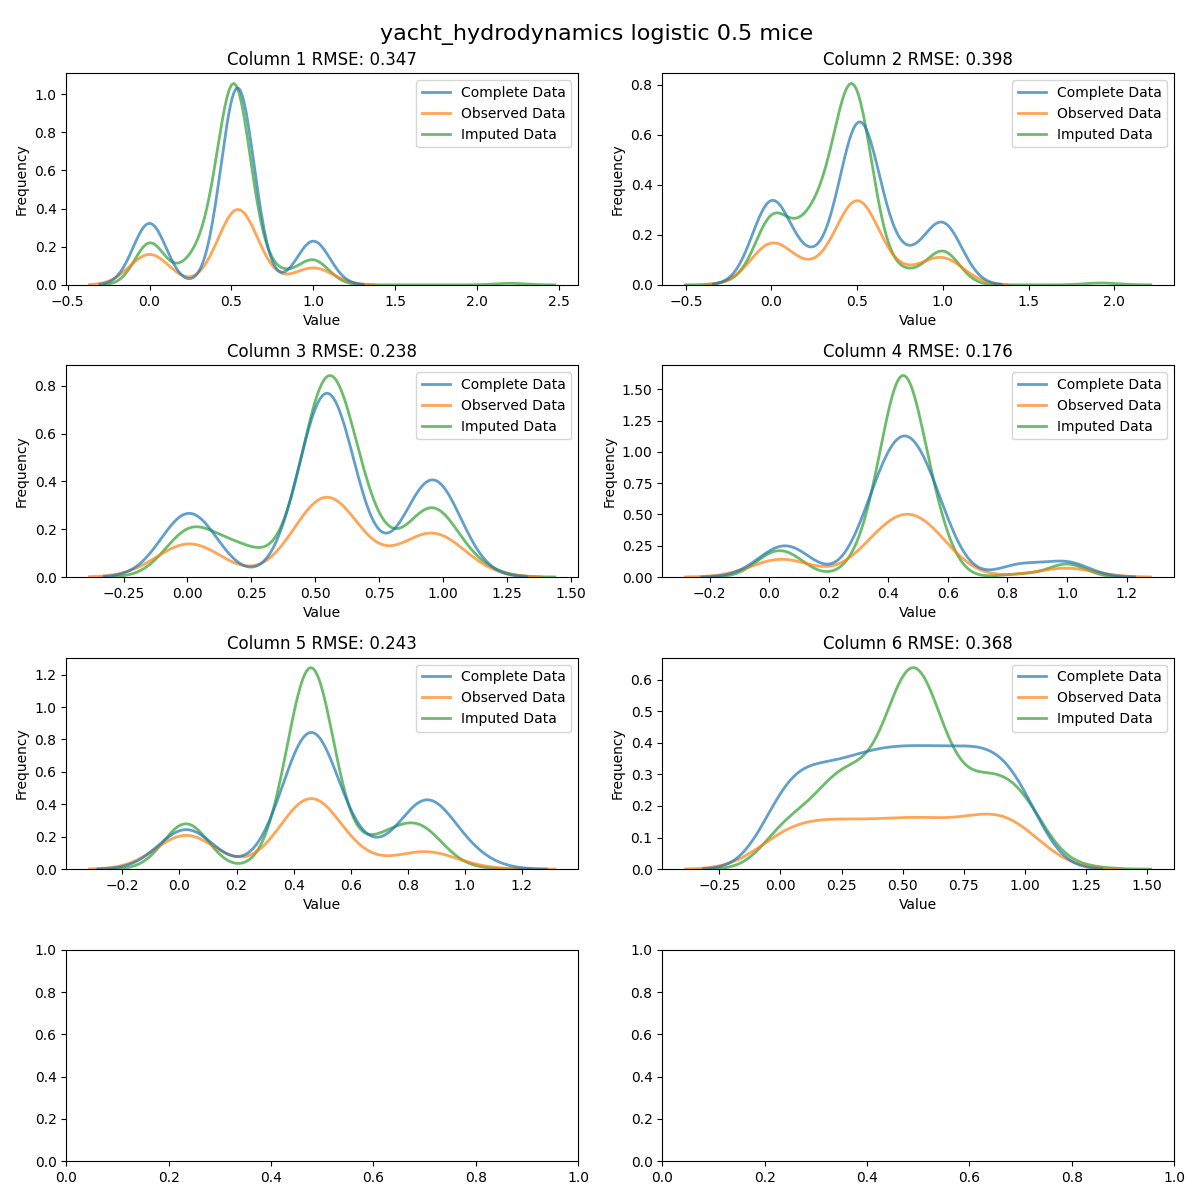 yacht_hydrodynamics logistic 0.5 mice
Column 1 RMSE: 0.347
Complete Data
Observed Data
Imputed Data
Frequency
1.0
0.8
0.6
0.4
0.2
0.0
−0.5 0.0 0.5 1.0 1.5 2.0 2.5
Value
Column 2 RMSE: 0.398
Complete Data
Observed Data
Imputed Data
Frequency
0.8
0.6
0.4
0.2
0.0
−0.5 0.0 0.5 1.0 1.5 2.0
Value
Column 3 RMSE: 0.238
Complete Data
Observed Data
Imputed Data
Frequency
0.8
0.6
0.4
0.2
0.0
−0.25 0.00 0.25 0.50 0.75 1.00 1.25 1.50
Value
Column 4 RMSE: 0.176
Complete Data
Observed Data
Imputed Data
Frequency
1.50
1.25
1.00
0.75
0.50
0.25
0.00
−0.2 0.0 0.2 0.4 0.6 0.8 1.0 1.2
Value
Column 5 RMSE: 0.243
Complete Data
Observed Data
Imputed Data
Frequency
1.2
1.0
0.8
0.6
0.4
0.2
0.0
−0.2 0.0 0.2 0.4 0.6 0.8 1.0 1.2
Value
Column 6 RMSE: 0.368
Complete Data
Observed Data
Imputed Data
Frequency
0.6
0.5
0.4
0.3
0.2
0.1
0.0
−0.25 0.00 0.25 0.50 0.75 1.00 1.25 1.50
Value
1.0
0.8
0.6
0.4
0.2
0.0
0.0 0.2 0.4 0.6 0.8 1.0
1.0
0.8
0.6
0.4
0.2
0.0
0.0 0.2 0.4 0.6 0.8 1.0